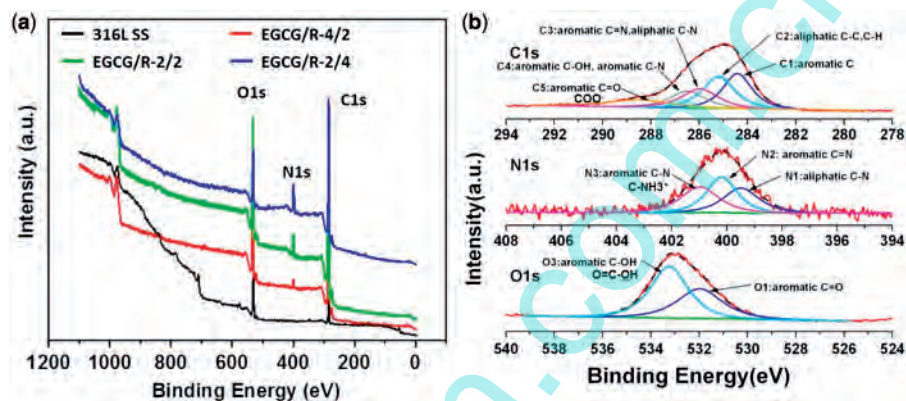 (a)
316L SS
EGCG/R-4/2
EGCG/R-2/2
EGCG/R-2/4
O1s
C1s
N1s
Intensity (a.u.)
1200 1000 800 600 400 200 0
Binding Energy (eV)
(b)
C1s
C3:aromatic C=N,aliphatic C-N
C2:aliphatic C-C,C-H
C4:aromatic C-OH, aromatic C-N
C1:aromatic C
C5:aromatic C=O
COO⁻
294 292 290 288 286 284 282 280 278
N1s
N2: aromatic C=N
N3:aromatic C-N
C-NH3⁺
N1:aliphatic C-N
408 406 404 402 400 398 396 394
O1s
O3:aromatic C-OH
O=C-OH
O1:aromatic C=O
540 538 536 534 532 530 528 526 524
Intensity(a.u.)
Binding Energy(eV)